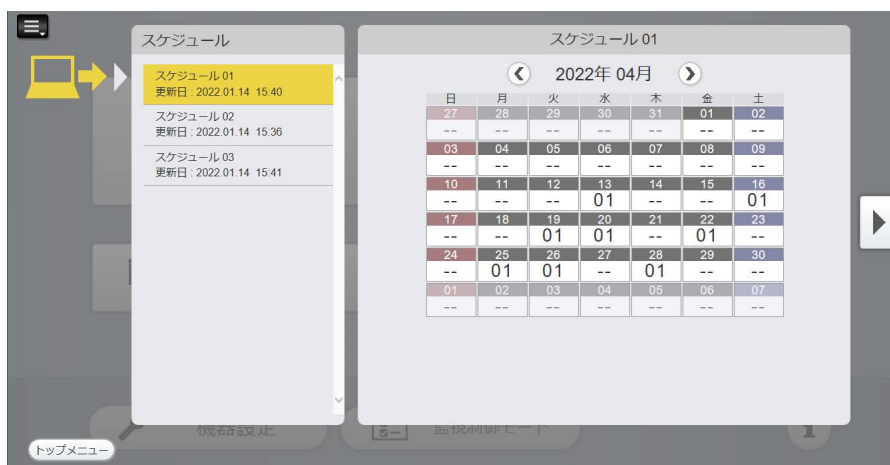 スケジュール
スケジュール 01
更新日 : 2022.01.14 15:40
スケジュール 02
更新日 : 2022.01.14 15:36
スケジュール 03
更新日 : 2022.01.14 15:41
スケジュール 01
2022年 04月
日 月 火 水 木 金 土
27 28 29 30 31 01 02
-- -- -- -- -- -- --
03 04 05 06 07 08 09
-- -- -- -- -- -- --
10 11 12 13 14 15 16
-- -- -- 01 -- -- 01
17 18 19 20 21 22 23
-- -- 01 01 -- 01 --
24 25 26 27 28 29 30
-- 01 01 -- 01 -- --
01 02 03 04 05 06 07
-- -- -- -- -- -- --
機器設定
監視制御モード
トップメニュー